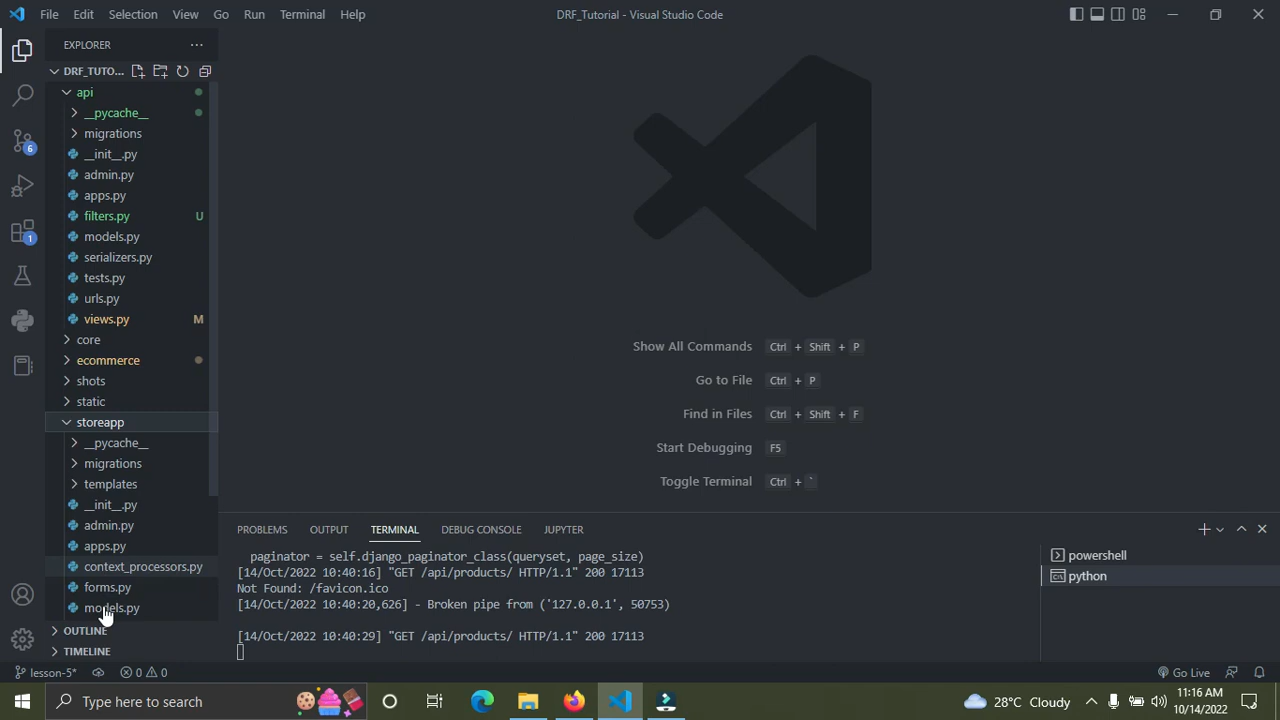 File Edit Selection View Go Run Terminal Help DRF_Tutorial - Visual Studio Code
EXPLORER
DRF_TUTO...
api
__pycache__
migrations
__init__.py
admin.py
apps.py
filters.py U
models.py
serializers.py
tests.py
urls.py
views.py M
core
ecommerce
shots
static
storeapp
__pycache__
migrations
templates
__init__.py
admin.py
apps.py
context_processors.py
forms.py
models.py
OUTLINE
TIMELINE
6
1
Show All Commands Ctrl + Shift + P
Go to File Ctrl + P
Find in Files Ctrl + Shift + F
Start Debugging F5
Toggle Terminal Ctrl + `
PROBLEMS OUTPUT TERMINAL DEBUG CONSOLE JUPYTER
paginator = self.django_paginator_class(queryset, page_size)
[14/Oct/2022 10:40:16] "GET /api/products/ HTTP/1.1" 200 17113
Not Found: /favicon.ico
[14/Oct/2022 10:40:20,626] - Broken pipe from ('127.0.0.1', 50753)
[14/Oct/2022 10:40:29] "GET /api/products/ HTTP/1.1" 200 17113
powershell
python
lesson-5* 0 0 Go Live
Type here to search 28°C Cloudy 11:16 AM
10/14/2022